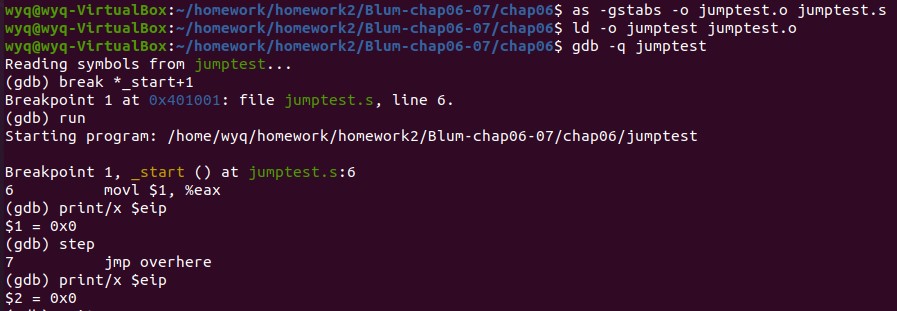 wyq@wyq-VirtualBox:~/homework/homework2/Blum-chap06-07/chap06$ as -gstabs -o jumptest.o jumptest.s
wyq@wyq-VirtualBox:~/homework/homework2/Blum-chap06-07/chap06$ ld -o jumptest jumptest.o
wyq@wyq-VirtualBox:~/homework/homework2/Blum-chap06-07/chap06$ gdb -q jumptest
Reading symbols from jumptest...
(gdb) break *_start+1
Breakpoint 1 at 0x401001: file jumptest.s, line 6.
(gdb) run
Starting program: /home/wyq/homework/homework2/Blum-chap06-07/chap06/jumptest
Breakpoint 1, _start () at jumptest.s:6
6 movl $1, %eax
(gdb) print/x $eip
$1 = 0x0
(gdb) step
7 jmp overhere
(gdb) print/x $eip
$2 = 0x0